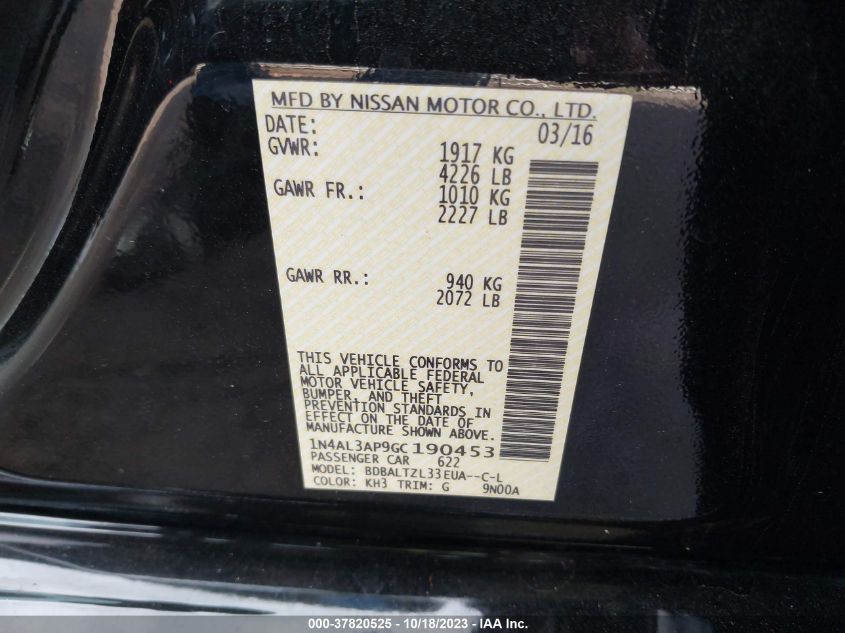 MFD BY NISSAN MOTOR CO., LTD.
DATE: 03/16
GVWR: 1917 KG
4226 LB
GAWR FR.: 1010 KG
2227 LB
GAWR RR.: 940 KG
2072 LB
THIS VEHICLE CONFORMS TO
ALL APPLICABLE FEDERAL
MOTOR VEHICLE SAFETY,
BUMPER, AND THEFT
PREVENTION STANDARDS IN
EFFECT ON THE DATE OF
MANUFACTURE SHOWN ABOVE.
1N4AL3AP9GC190453
PASSENGER CAR 622
MODEL: BDBALTZL33EUA--C-L
COLOR: KH3 TRIM: G 9N00A
000-37820525 - 10/18/2023 - IAA Inc.